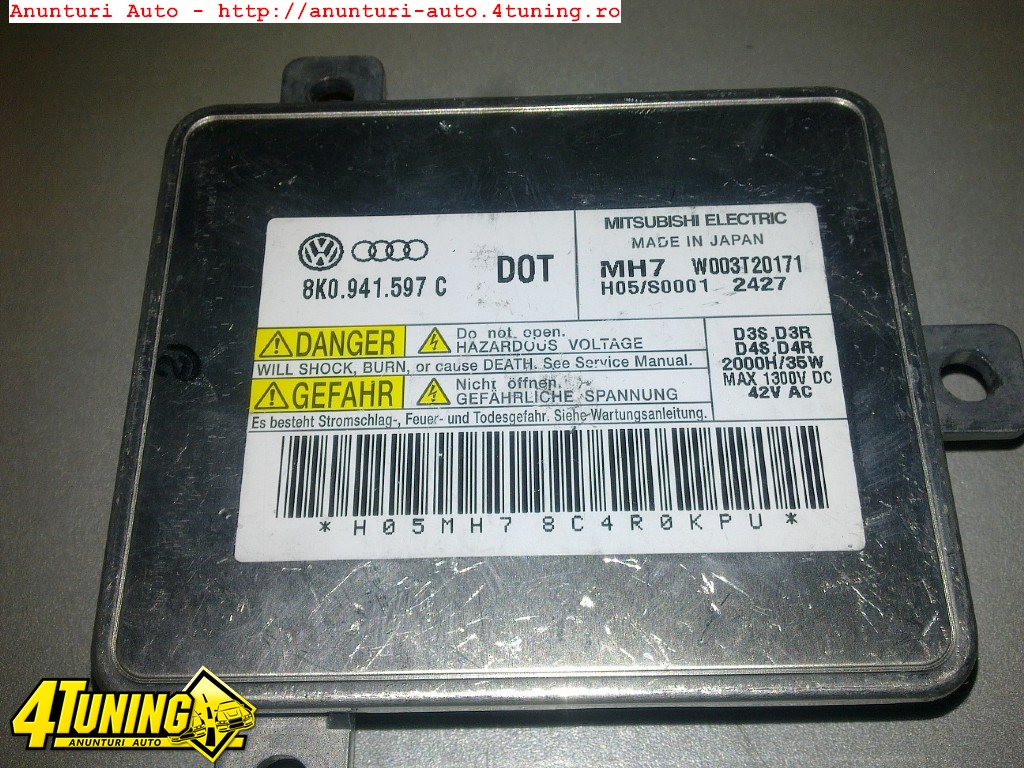 Anunturi Auto - http://anunturi-auto.4tuning.ro
8K0.941.597 C
DOT
MITSUBISHI ELECTRIC
MADE IN JAPAN
MH7 W003T20171
H05/S0001 2427
DANGER
Do not open.
HAZARDOUS VOLTAGE
WILL SHOCK, BURN, or cause DEATH. See Service Manual.
GEFAHR
Nicht öffnen.
GEFÄHRLICHE SPANNUNG
Es besteht Stromschlag-, Feuer- und Todesgefahr. Siehe Wartungsanleitung.
D3S,D3R
D4S,D4R
2000H/35W
MAX 1300V DC
42V AC
*H05MH78C4R0KPU*
4TUNING
ANUNTURI AUTO